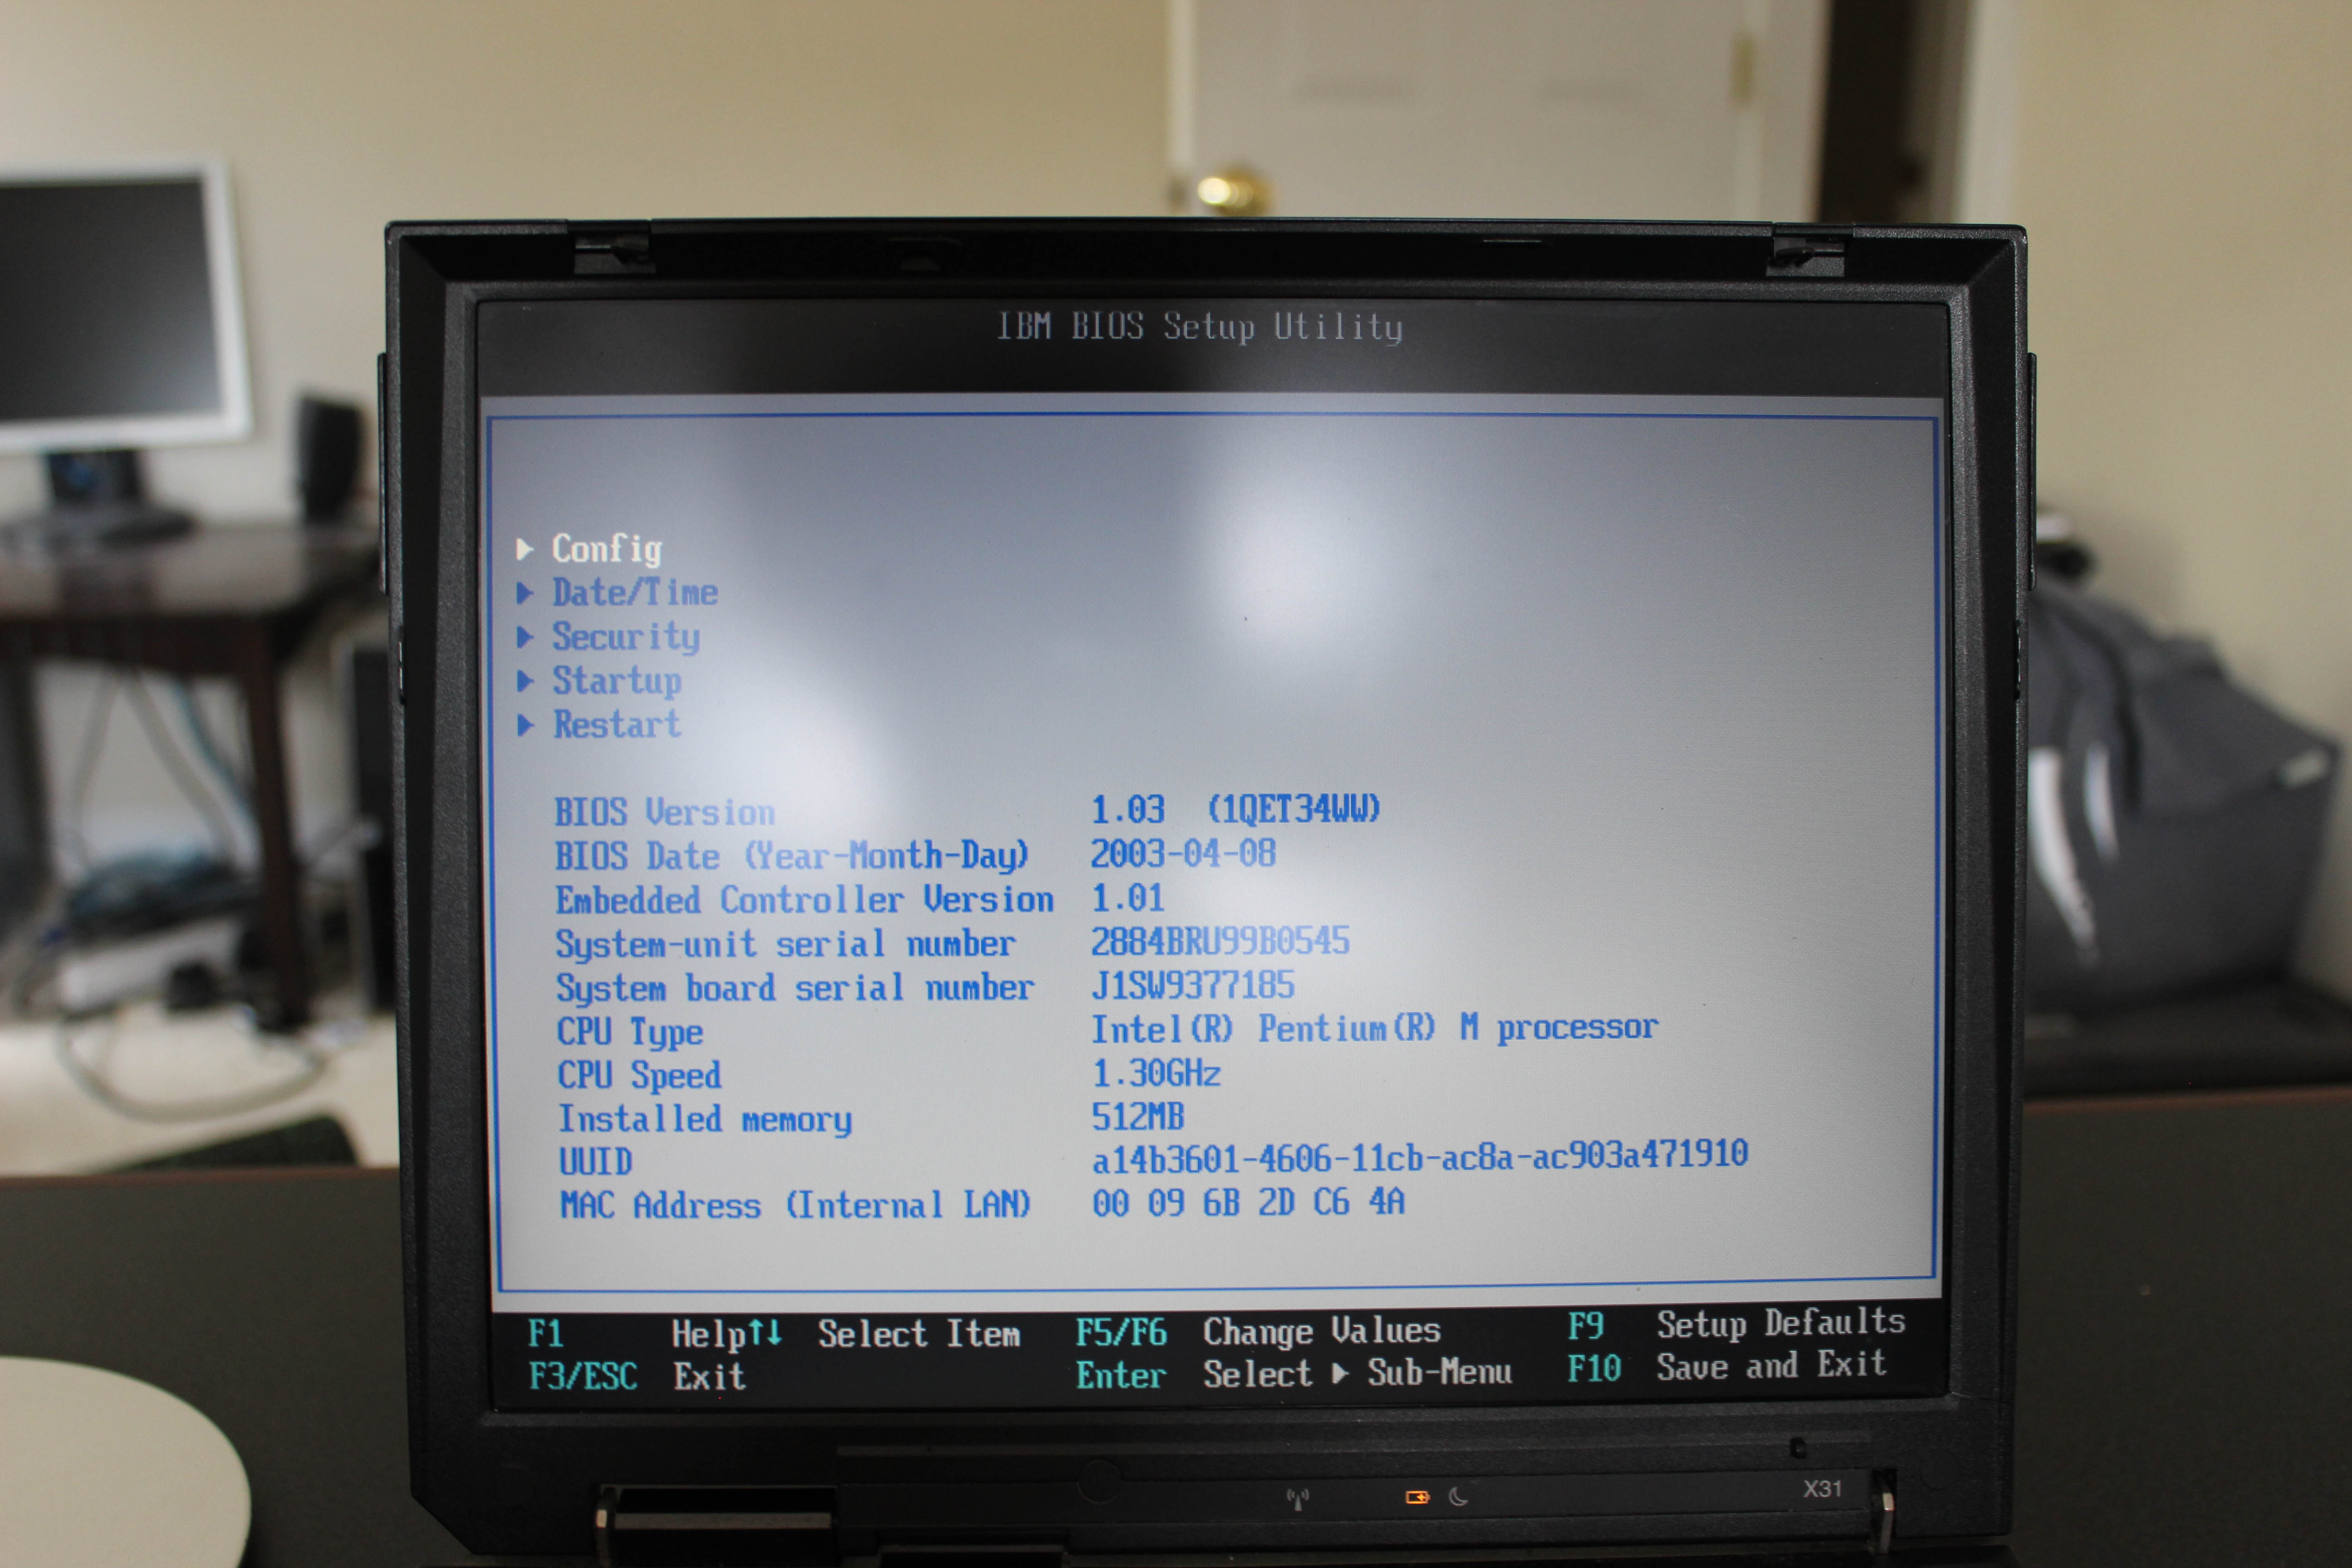 IBM BIOS Setup Utility
Config
Date/Time
Security
Startup
Restart
BIOS Version 1.03 (1QET34WW)
BIOS Date (Year-Month-Day) 2003-04-08
Embedded Controller Version 1.01
System-unit serial number 2884BRU99B0545
System board serial number J1SW9377185
CPU Type Intel(R) Pentium(R) M processor
CPU Speed 1.30GHz
Installed memory 512MB
UUID a14b3601-4606-11cb-ac8a-ac903a471910
MAC Address (Internal LAN) 00 09 6B 2D C6 4A
F1 Help↑↓ Select Item F5/F6 Change Values F9 Setup Defaults
F3/ESC Exit Enter Select ▶ Sub-Menu F10 Save and Exit
X31